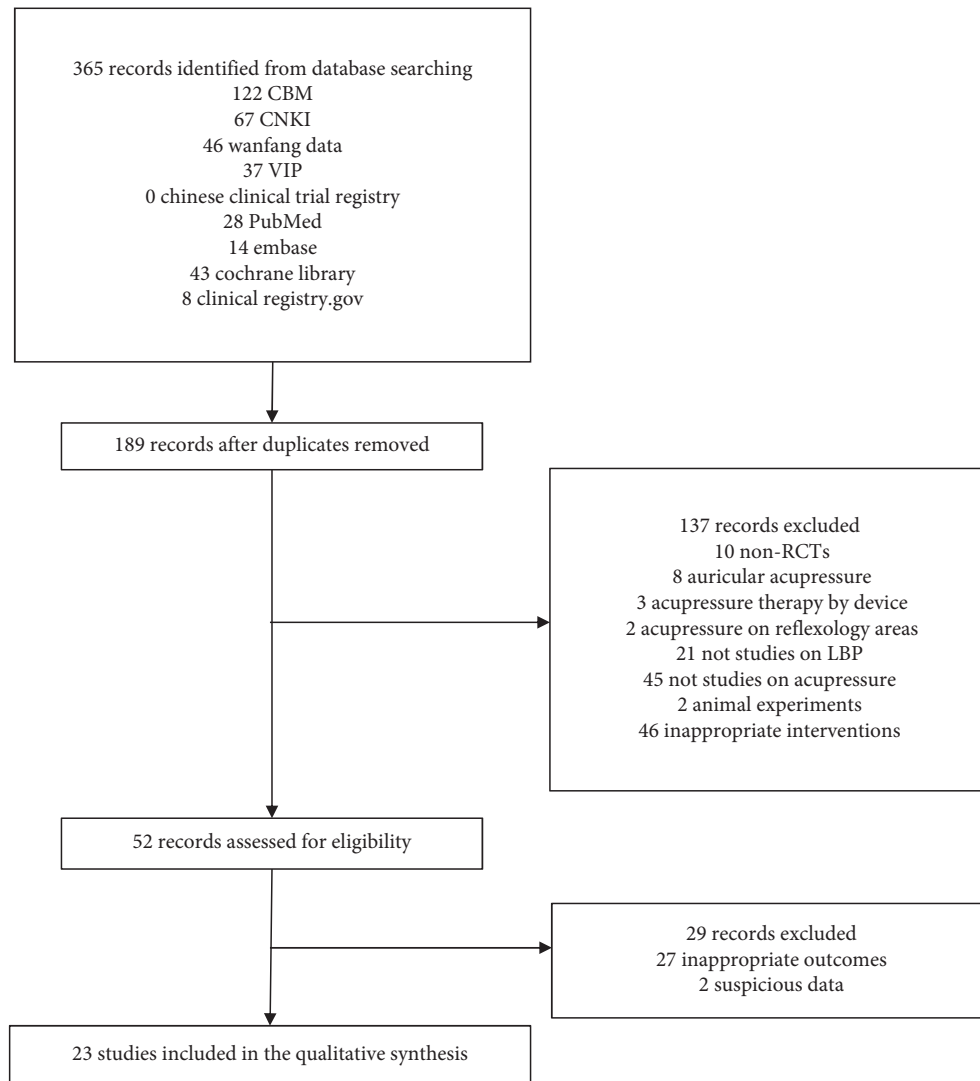 365 records identified from database searching
122 CBM
67 CNKI
46 wanfang data
37 VIP
0 chinese clinical trial registry
28 PubMed
14 embase
43 cochrane library
8 clinical registry.gov
189 records after duplicates removed
137 records excluded
10 non-RCTs
8 auricular acupressure
3 acupressure therapy by device
2 acupressure on reflexology areas
21 not studies on LBP
45 not studies on acupressure
2 animal experiments
46 inappropriate interventions
52 records assessed for eligibility
29 records excluded
27 inappropriate outcomes
2 suspicious data
23 studies included in the qualitative synthesis